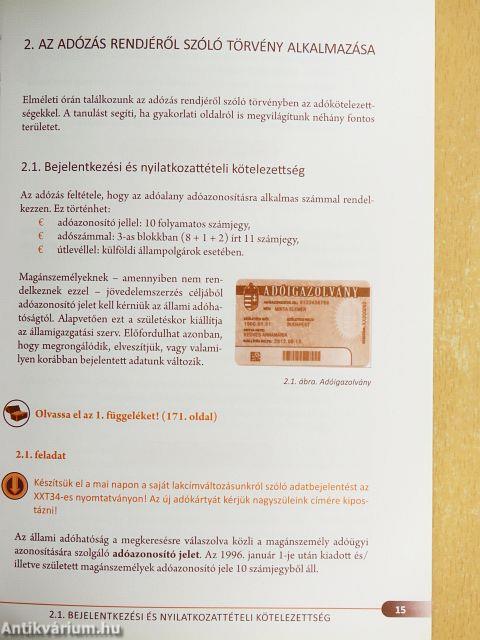 2. AZ ADÓZÁS RENDJÉRŐL SZÓLÓ TÖRVÉNY ALKALMAZÁSA
Elméleti órán találkozunk az adózás rendjéről szóló törvényben az adókötelezett-
ségekkel. A tanulást segíti, ha gyakorlati oldalról is megvilágítunk néhány fontos
területet.
2.1. Bejelentkezési és nyilatkozattételi kötelezettség
Az adózás feltétele, hogy az adóalany adóazonosításra alkalmas számmal rendel-
kezzen. Ez történhet:
€ adóazonosító jellel: 10 folyamatos számjegy,
€ adószámmal: 3-as blokkban (8 + 1 + 2) írt 11 számjegy,
€ útlevéllel: külföldi állampolgárok esetében.
Magánszemélyeknek – amennyiben nem ren-
delkeznek ezzel – jövedelemszerzés céljából
adóazonosító jelet kell kérniük az állami adóha-
tóságtól. Alapvetően ezt a születéskor kiállítja
az államigazgatási szerv. Előfordulhat azonban,
hogy megrongálódik, elveszítjük, vagy valami-
lyen korábban bejelentett adatunk változik.
ADÓIGAZOLVÁNY
MINTA ELEMÉR
BUDAPEST
2.1. ábra. Adóigazolvány
Olvassa el az 1. függeléket! (171. oldal)
2.1. feladat
Készítsük el a mai napon a saját lakcímváltozásunkról szóló adatbejelentést az
XXT34-es nyomtatványon! Az új adókártyát kérjük nagyszüleink címére kipos-
tázni!
Az állami adóhatóság a megkeresésre válaszolva közli a magánszemély adóügyi
azonosítására szolgáló adóazonosító jelet. Az 1996. január 1-je után kiadott és/
illetve született magánszemélyek adóazonosító jele 10 számjegyből áll.
15
2.1. BEJELENTKEZÉSI ÉS NYILATKOZATTÉTELI KÖTELEZETTSÉG
Antikvárium.hu